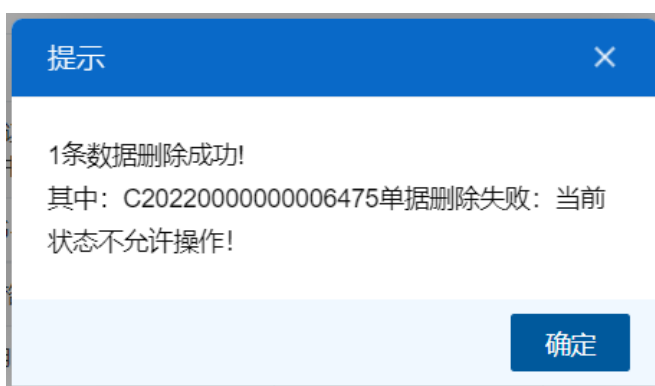 提示
1条数据删除成功!
其中：C20220000000006475单据删除失败：当前
状态不允许操作！
确定